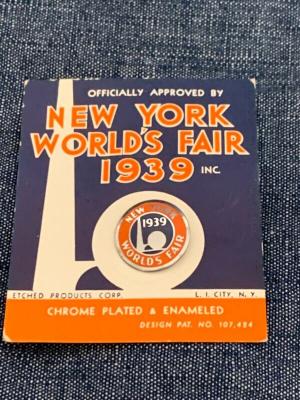 OFFICIALLY APPROVED BY
NEW YORK
WORLD'S FAIR
1939 INC.
NEW YORK
1939
WORLD'S FAIR
ETCHED PRODUCTS CORP. L. I. CITY, N. Y.
CHROME PLATED & ENAMELED
DESIGN PAT. NO. 107,484